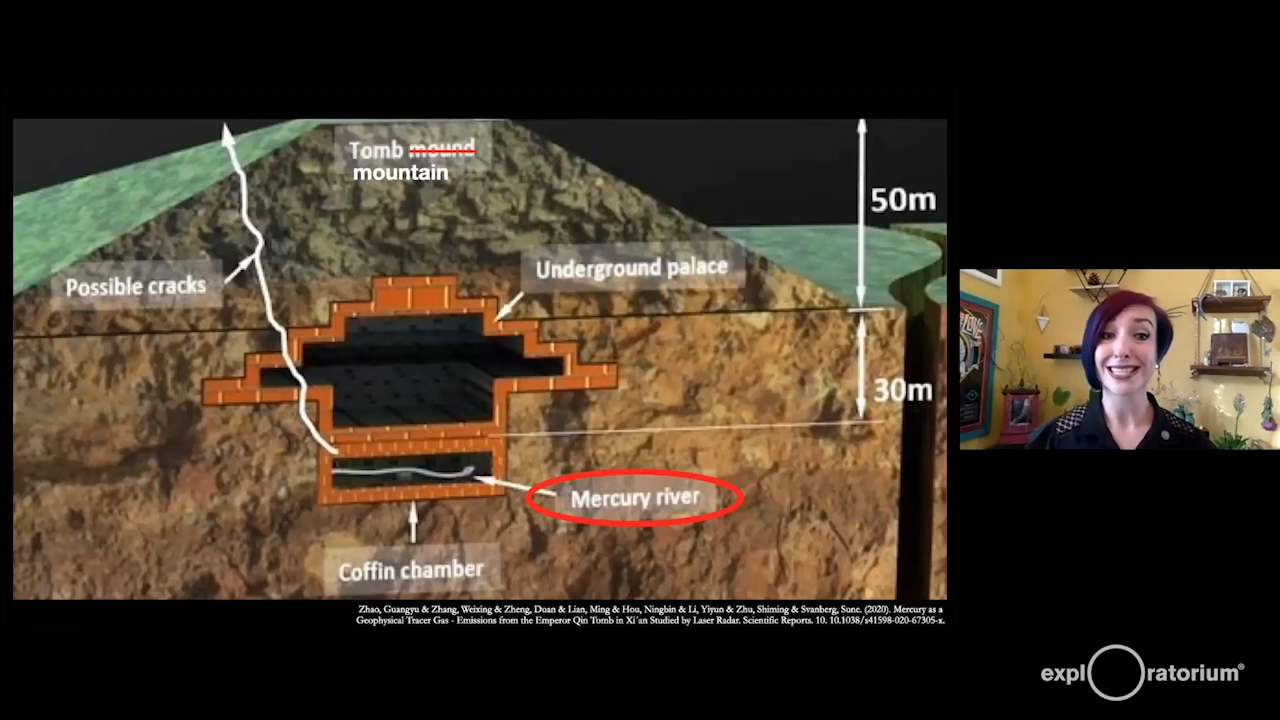 Tomb mound
mountain
50m
Underground palace
Possible cracks
30m
Mercury river
Coffin chamber
Zhao, Guangyu & Zhang, Weixing & Zheng, Duan & Lian, Ming & Hou, Ningbin & Li, Yiyun & Zhu, Shiming & Svanberg, Sune. (2020). Mercury as a
Geophysical Tracer Gas - Emissions from the Emperor Qin Tomb in Xi´an Studied by Laser Radar. Scientific Reports. 10. 10.1038/s41598-020-67305-x.
expl ratorium®